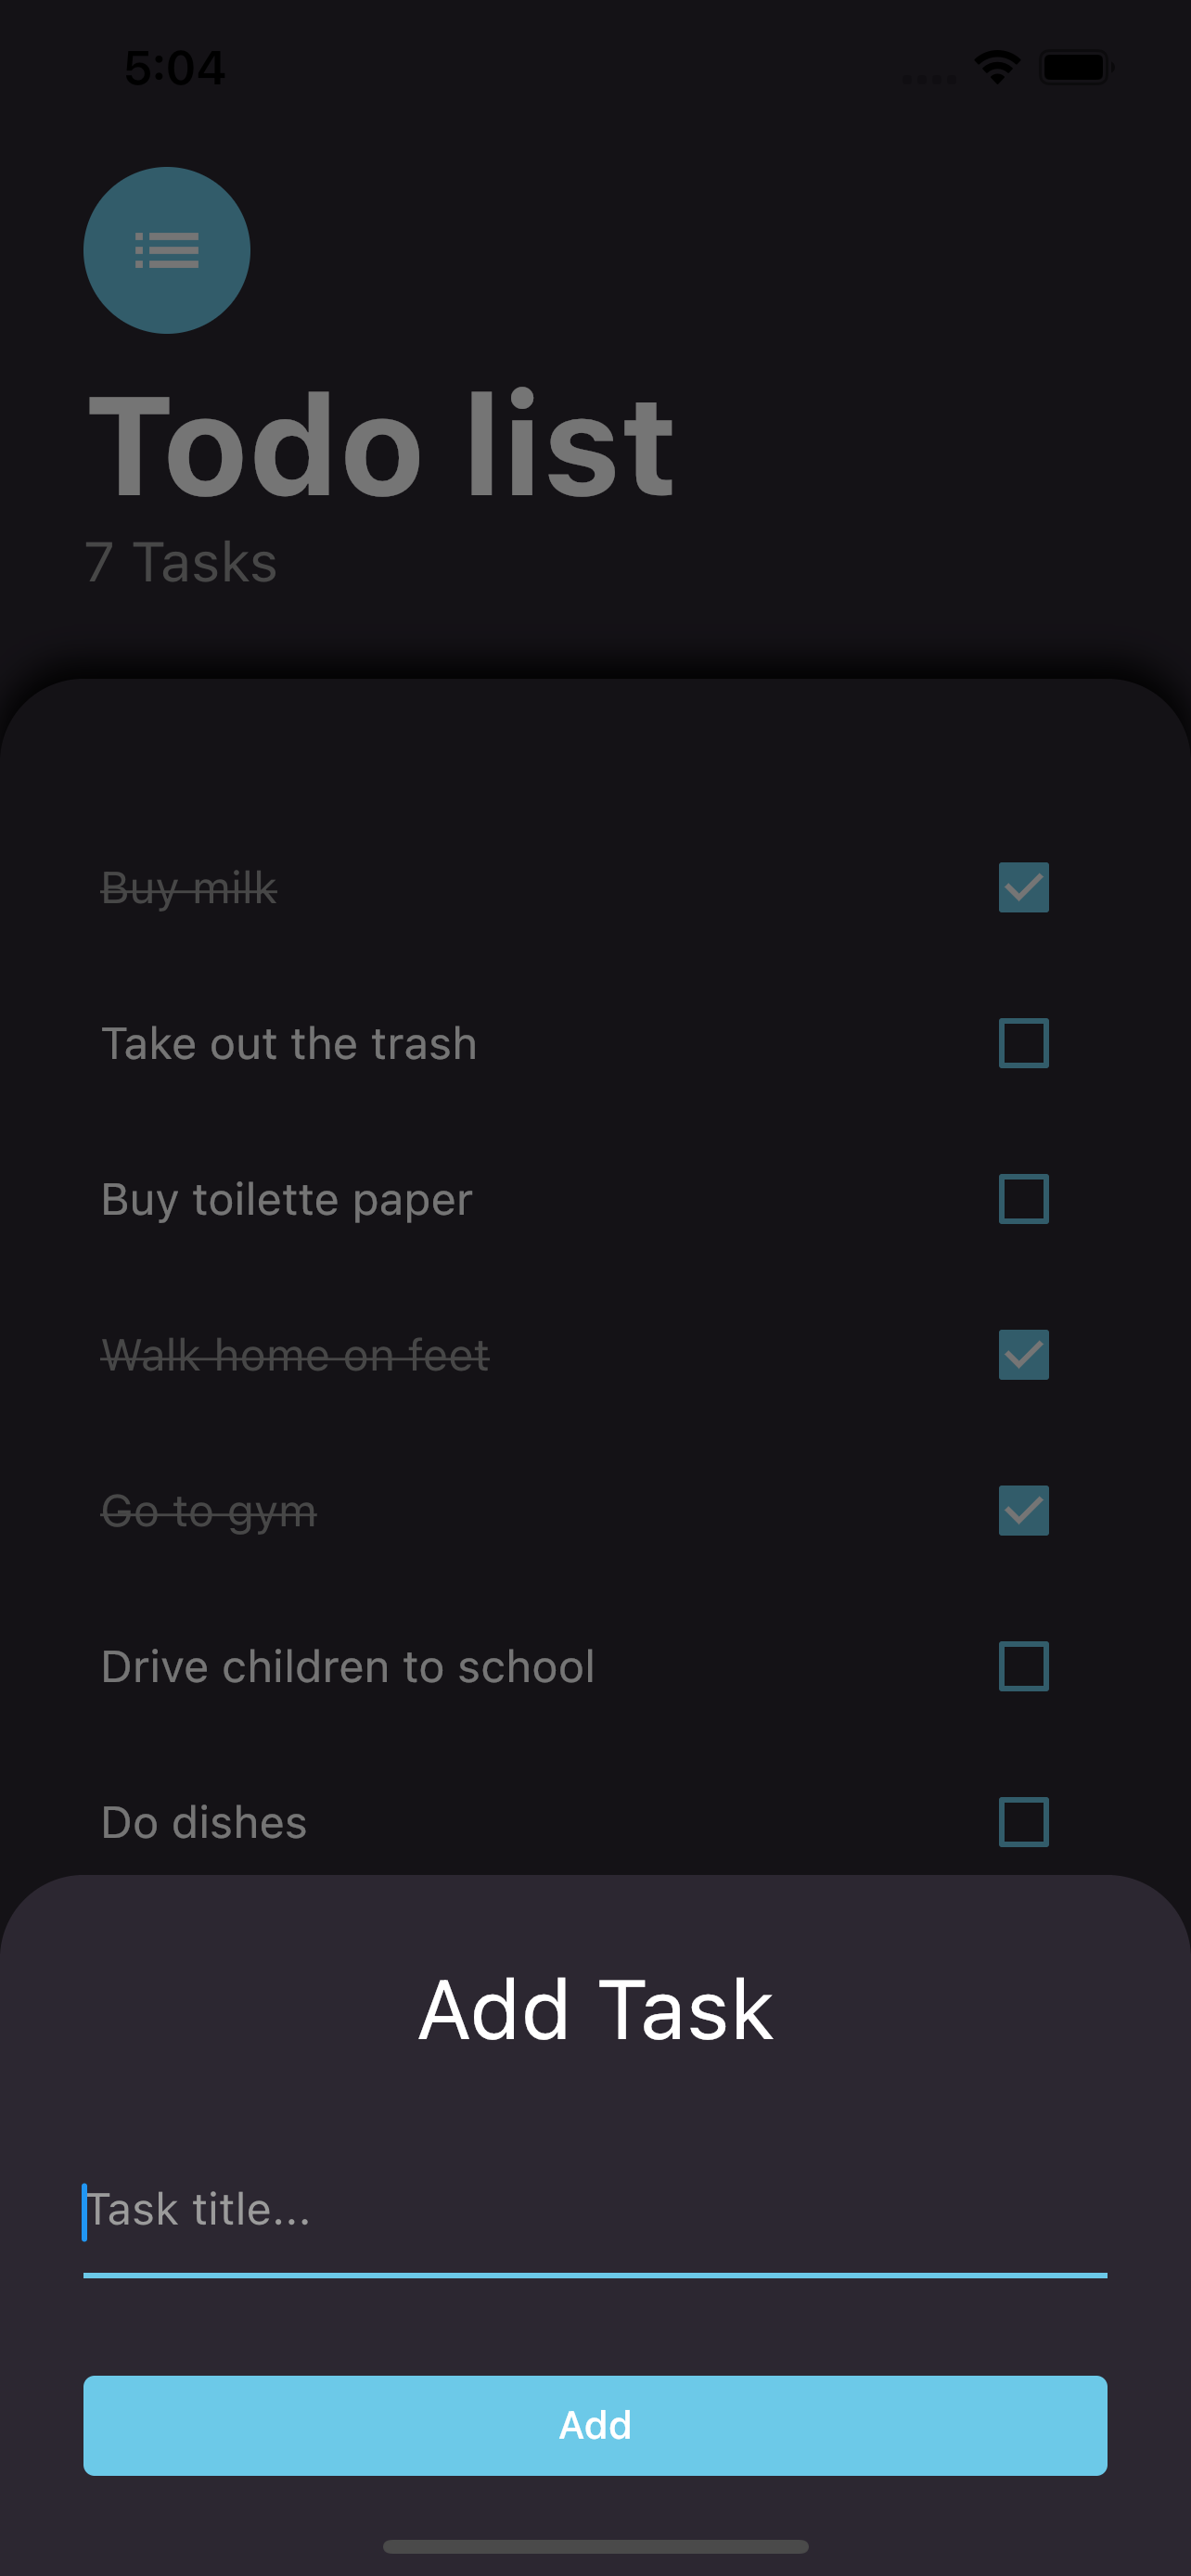 5:04
Todo list
7 Tasks
Buy milk
Take out the trash
Buy toilette paper
Walk home on feet
Go to gym
Drive children to school
Do dishes
Add Task
Task title...
Add